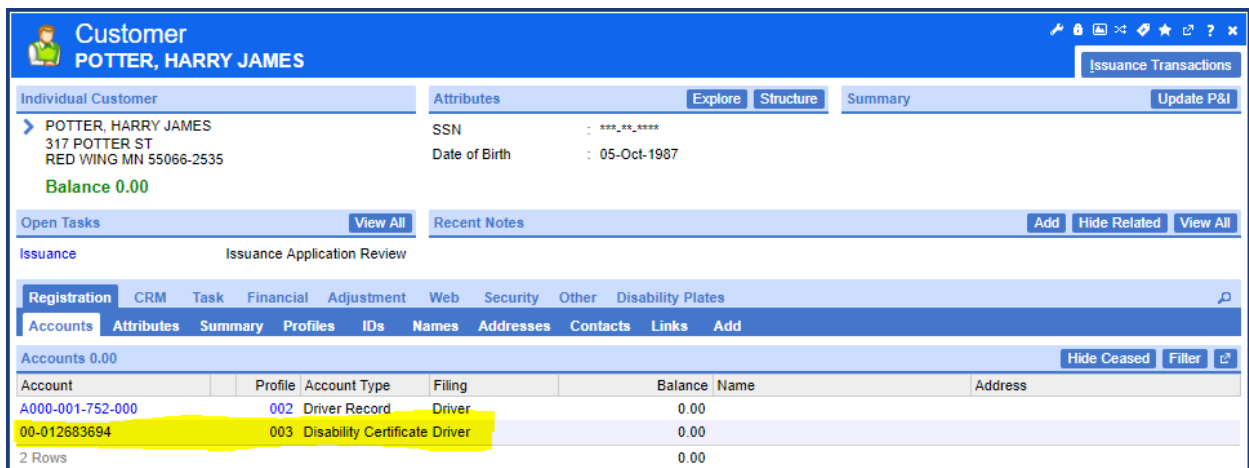 Customer
POTTER, HARRY JAMES
?
Issuance Transactions
Individual Customer
POTTER, HARRY JAMES
317 POTTER ST
RED WING MN 55066-2535
Balance 0.00
Attributes Explore Structure
SSN : ***-**-****
Date of Birth : 05-Oct-1987
Summary Update P&I
Open Tasks View All
Issuance Issuance Application Review
Recent Notes Add Hide Related View All
Registration CRM Task Financial Adjustment Web Security Other Disability Plates
Accounts Attributes Summary Profiles IDs Names Addresses Contacts Links Add
Accounts 0.00 Hide Ceased Filter
Account Profile Account Type Filing Balance Name Address
A000-001-752-000 002 Driver Record Driver 0.00
00-012683694 003 Disability Certificate Driver 0.00
2 Rows 0.00